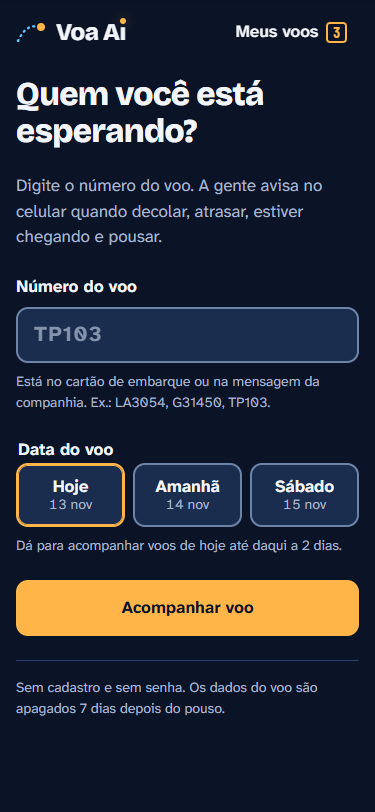 Voa Ai
Meus voos 3
Quem você está
esperando?
Digite o número do voo. A gente avisa no
celular quando decolar, atrasar, estiver
chegando e pousar.
Número do voo
TP103
Está no cartão de embarque ou na mensagem da
companhia. Ex.: LA3054, G31450, TP103.
Data do voo
Hoje
13 nov
Amanhã
14 nov
Sábado
15 nov
Dá para acompanhar voos de hoje até daqui a 2 dias.
Acompanhar voo
Sem cadastro e sem senha. Os dados do voo são
apagados 7 dias depois do pouso.